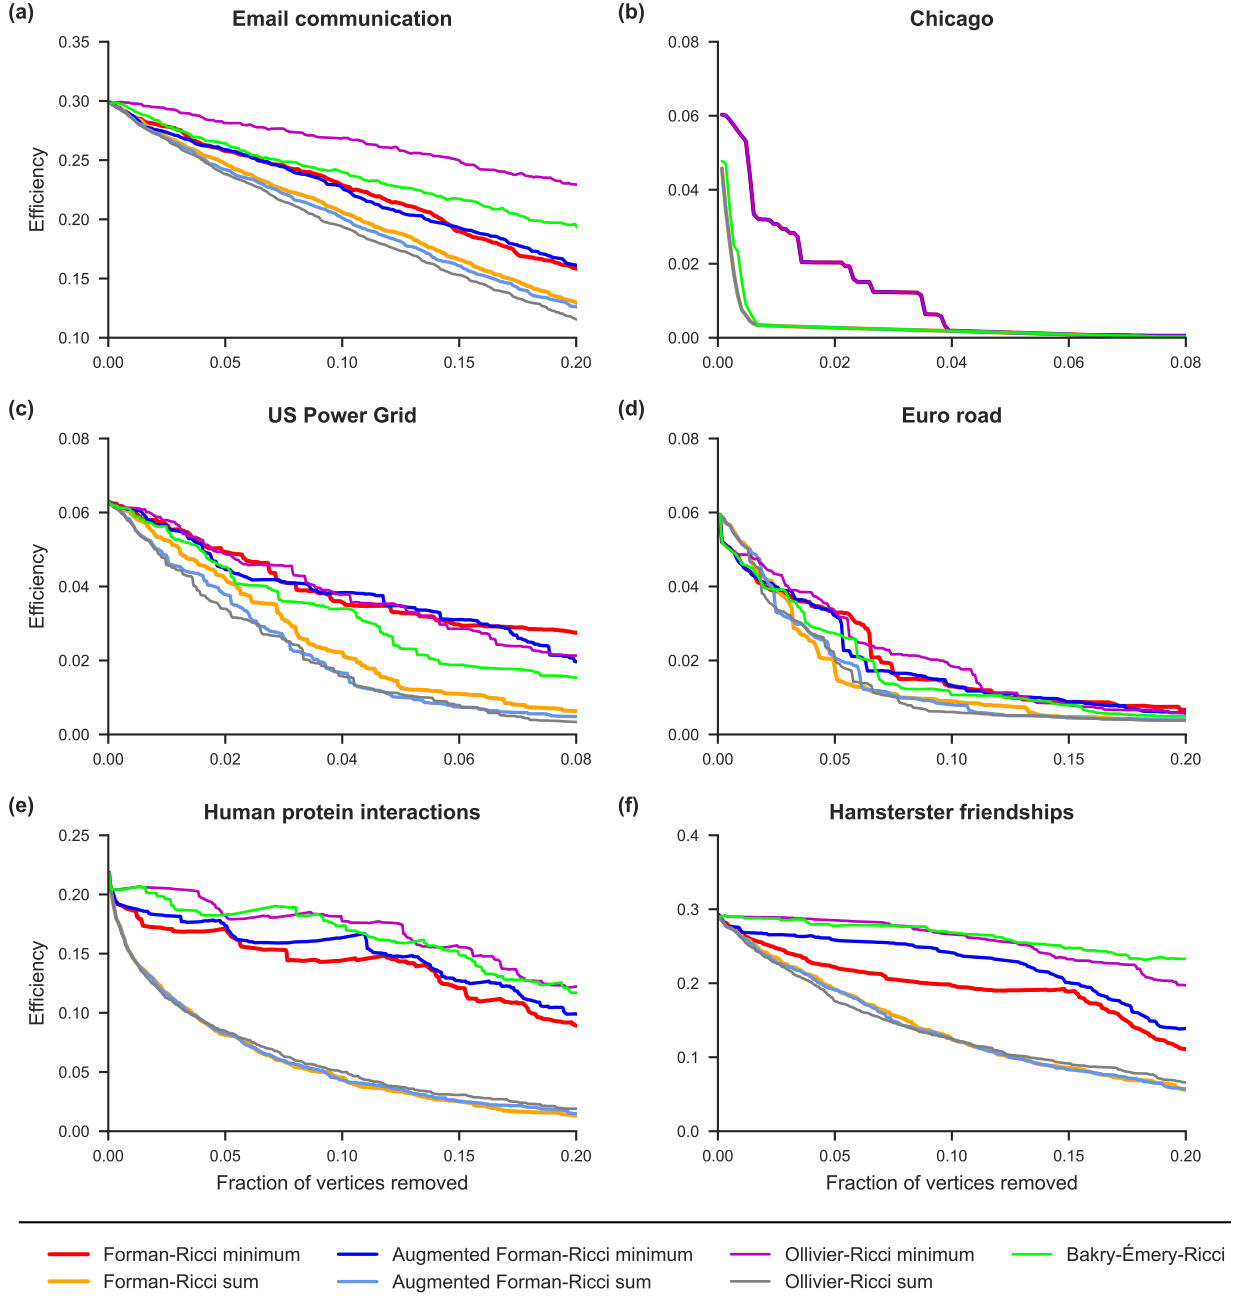 (a)
Email communication
0.35
0.30
0.25
0.20
0.15
0.10
Efficiency
0.00 0.05 0.10 0.15 0.20
(b)
Chicago
0.08
0.06
0.04
0.02
0.00
0.00 0.02 0.04 0.06 0.08
(c)
US Power Grid
0.08
0.06
0.04
0.02
0.00
Efficiency
0.00 0.02 0.04 0.06 0.08
(d)
Euro road
0.08
0.06
0.04
0.02
0.00
0.00 0.05 0.10 0.15 0.20
(e)
Human protein interactions
0.25
0.20
0.15
0.10
0.05
0.00
Efficiency
0.00 0.05 0.10 0.15 0.20
Fraction of vertices removed
(f)
Hamsterster friendships
0.4
0.3
0.2
0.1
0.0
0.00 0.05 0.10 0.15 0.20
Fraction of vertices removed
Forman-Ricci minimum Augmented Forman-Ricci minimum Ollivier-Ricci minimum Bakry-Émery-Ricci
Forman-Ricci sum Augmented Forman-Ricci sum Ollivier-Ricci sum